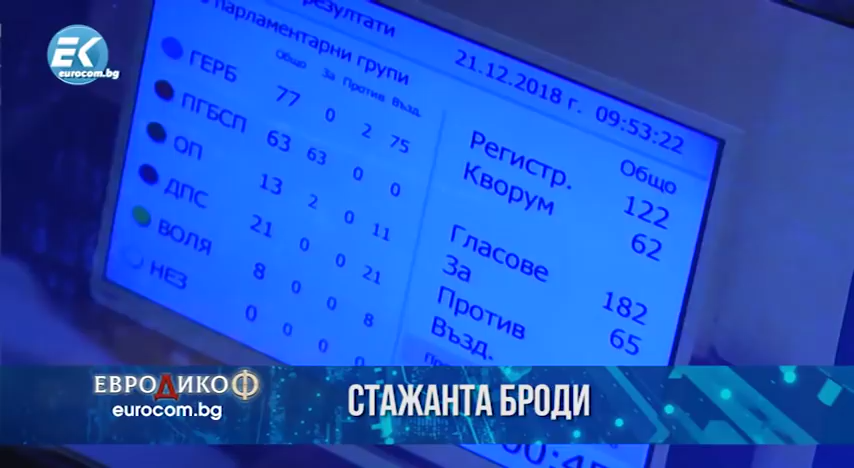 EK
eurocom.bg
резултати
парламентарни групи
21.12.2018 г. 09:53:22
Общо За Против Възд.
ГЕРБ 77 0 2 75
ПГБСП 63 63 0 0
ОП 13 2 0 11
ДПС 21 0 0 21
ВОЛЯ 8 0 0 8
НЕЗ 0 0 0 0
Общо
Регистр. 122
Кворум 62
Гласове 182
За 65
Против
Възд.
ЕВРОДИКОФ
eurocom.bg
СТАЖАНТА БРОДИ